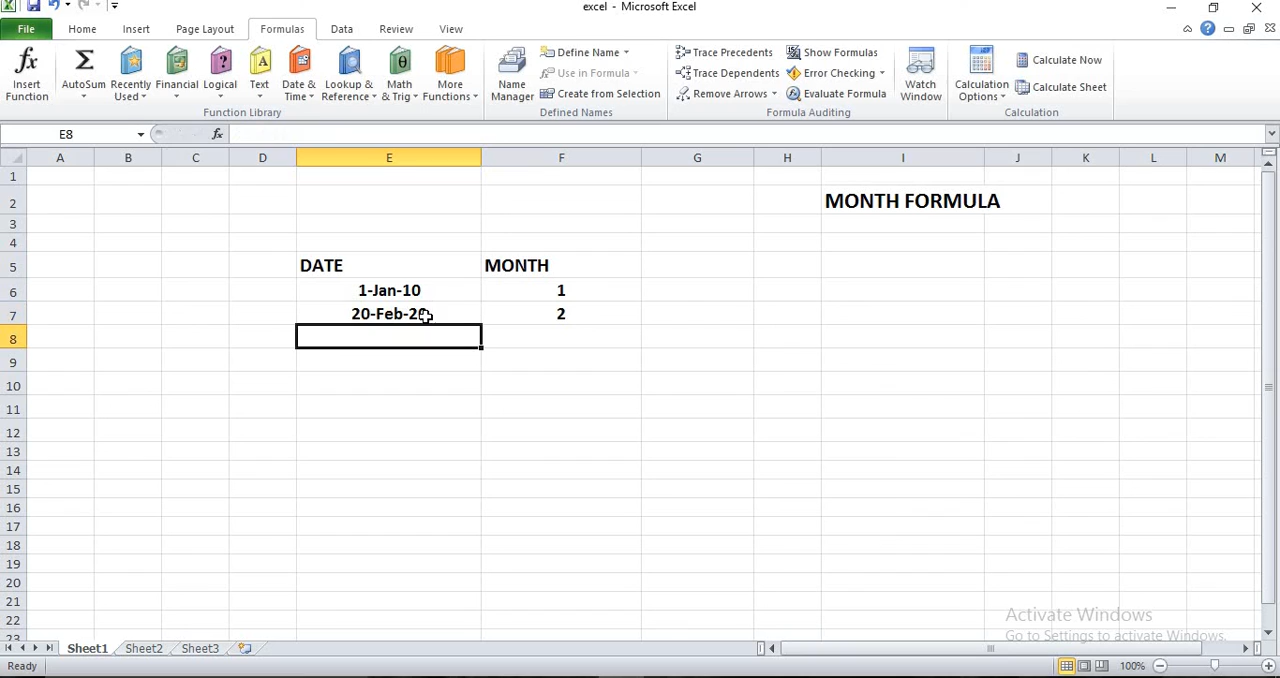 excel - Microsoft Excel
File Home Insert Page Layout Formulas Data Review View
Insert Function
AutoSum
Recently Used
Financial
Logical
Text
Date & Time
Lookup & Reference
Math & Trig
More Functions
Function Library
Name Manager
Define Name
Use in Formula
Create from Selection
Defined Names
Trace Precedents
Trace Dependents
Remove Arrows
Show Formulas
Error Checking
Evaluate Formula
Formula Auditing
Watch Window
Calculation Options
Calculate Now
Calculate Sheet
Calculation
E8 fx
A B C D E F G H I J K L M
1
2 MONTH FORMULA
3
4
5 DATE MONTH
6 1-Jan-10 1
7 20-Feb-20 2
8
9
10
11
12
13
14
15
16
17
18
19
20
21
22
23
Activate Windows
Go to Settings to activate Windows.
Sheet1 Sheet2 Sheet3
Ready 100%